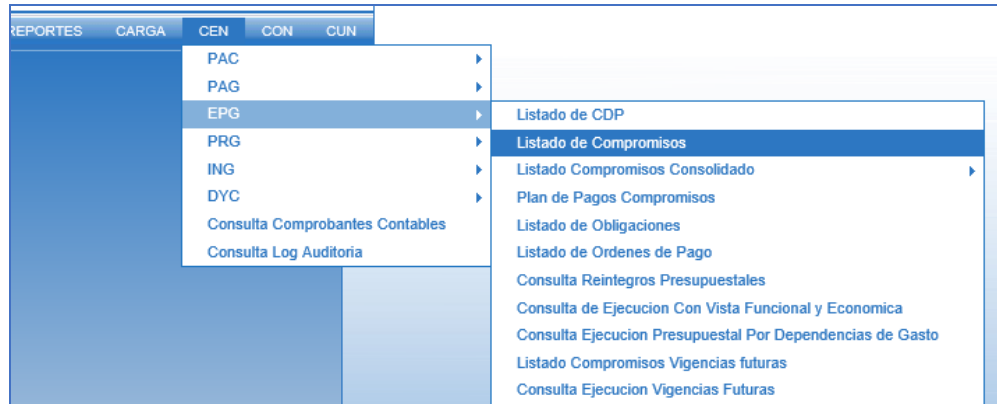 REPORTES CARGA CEN CON CUN
PAC
PAG
EPG
PRG
ING
DYC
Consulta Comprobantes Contables
Consulta Log Auditoria
Listado de CDP
Listado de Compromisos
Listado Compromisos Consolidado
Plan de Pagos Compromisos
Listado de Obligaciones
Listado de Ordenes de Pago
Consulta Reintegros Presupuestales
Consulta de Ejecucion Con Vista Funcional y Economica
Consulta Ejecucion Presupuestal Por Dependencias de Gasto
Listado Compromisos Vigencias futuras
Consulta Ejecucion Vigencias Futuras